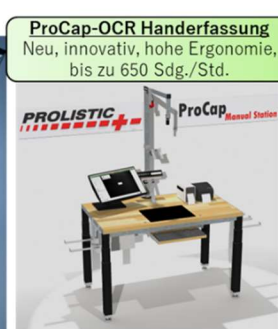 ProCap-OCR Handerfassung
Neu, innovativ, hohe Ergonomie,
bis zu 650 Sdg./Std.
PROLISTIC
ProCap
Manual Station